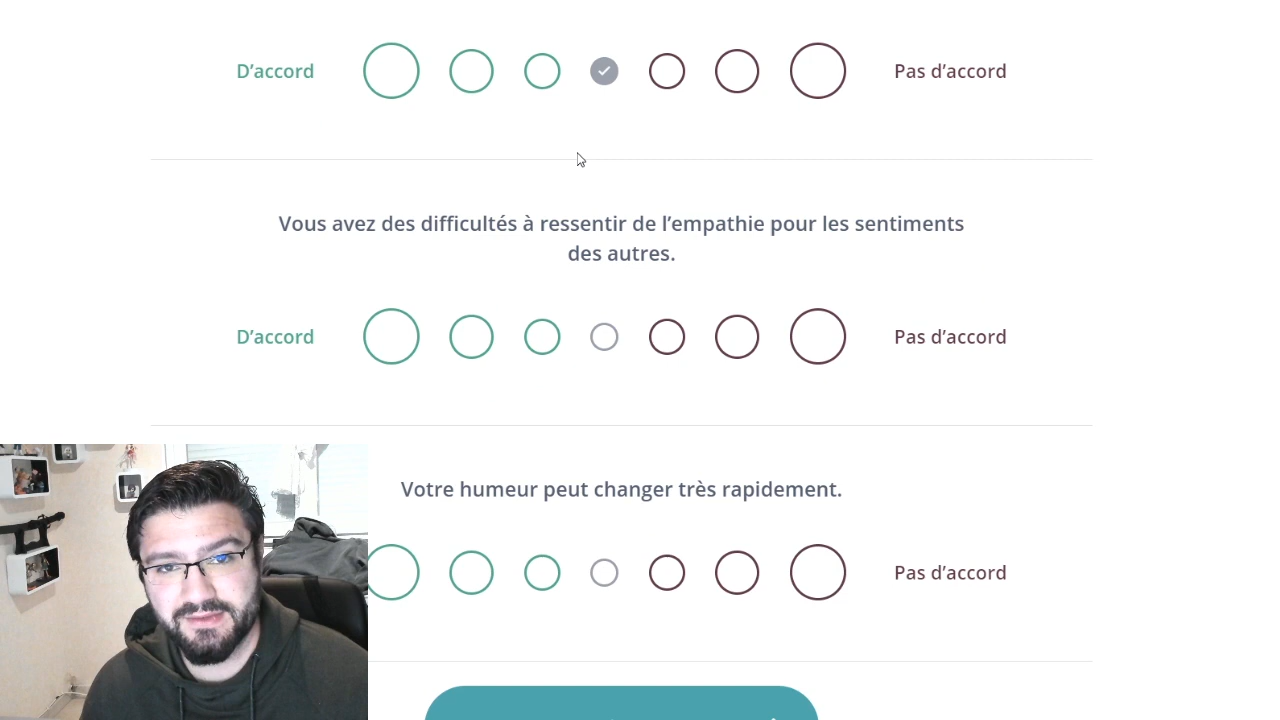 D’accord Pas d’accord
Vous avez des difficultés à ressentir de l’empathie pour les sentiments
des autres.
D’accord Pas d’accord
Votre humeur peut changer très rapidement.
Pas d’accord